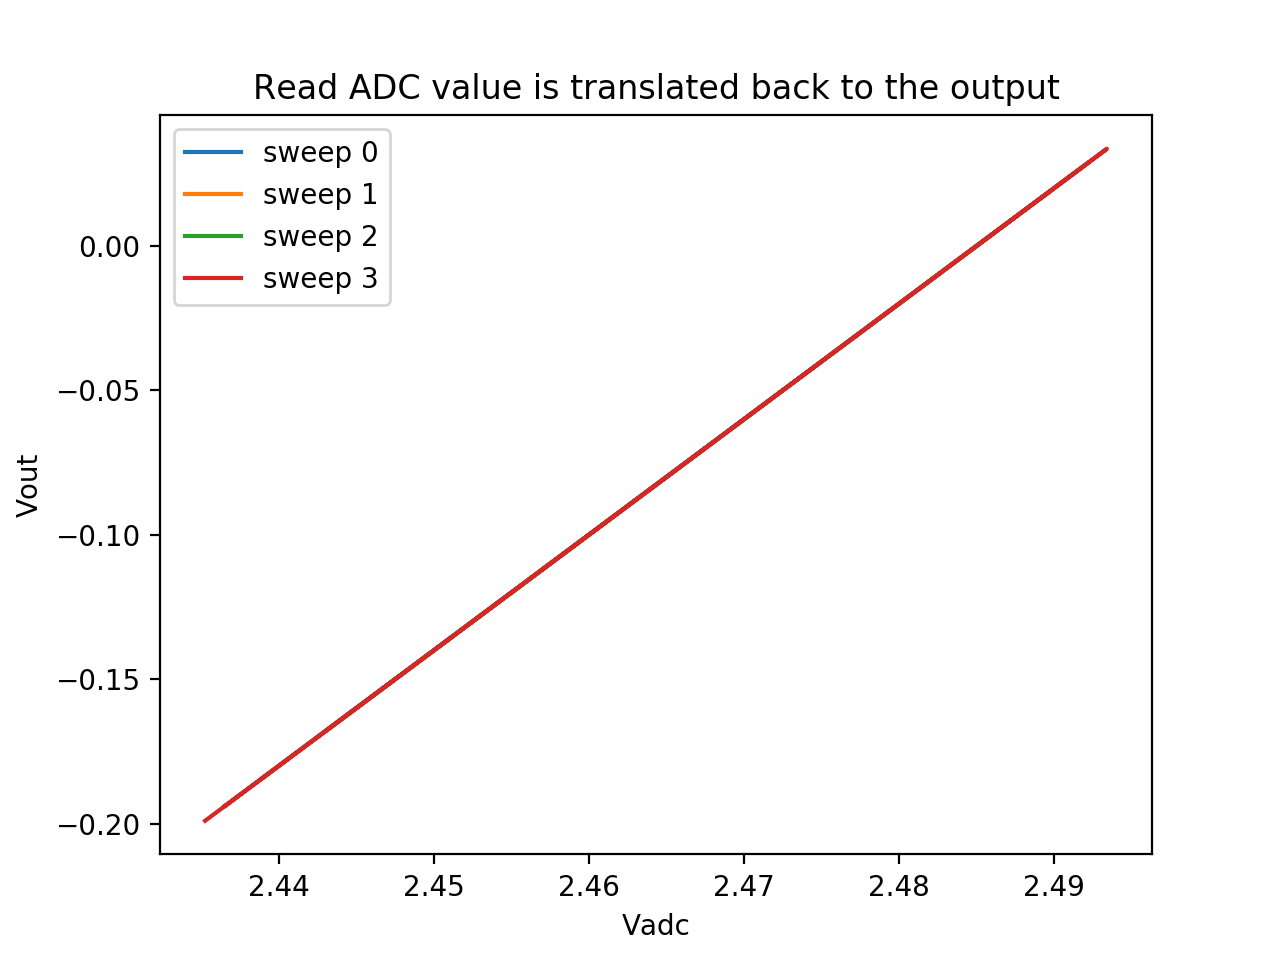 Read ADC value is translated back to the output
sweep 0
sweep 1
sweep 2
sweep 3
0.00
−0.05
−0.10
−0.15
−0.20
Vout
2.44 2.45 2.46 2.47 2.48 2.49
Vadc